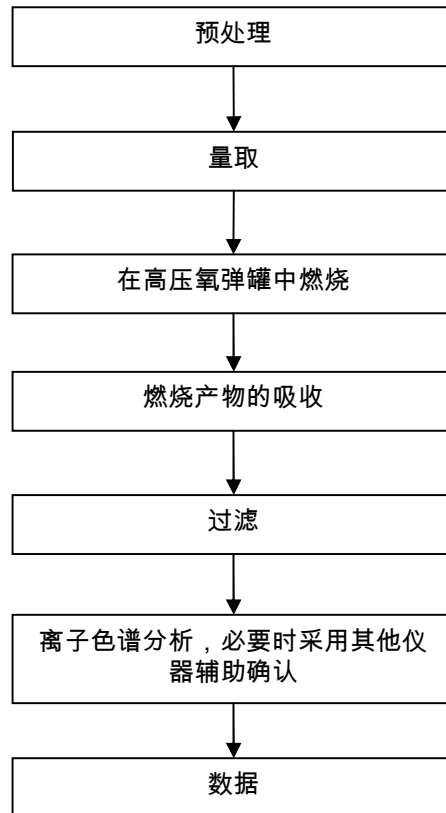 预处理
量取
在高压氧弹罐中燃烧
燃烧产物的吸收
过滤
离子色谱分析，必要时采用其他仪
器辅助确认
数据